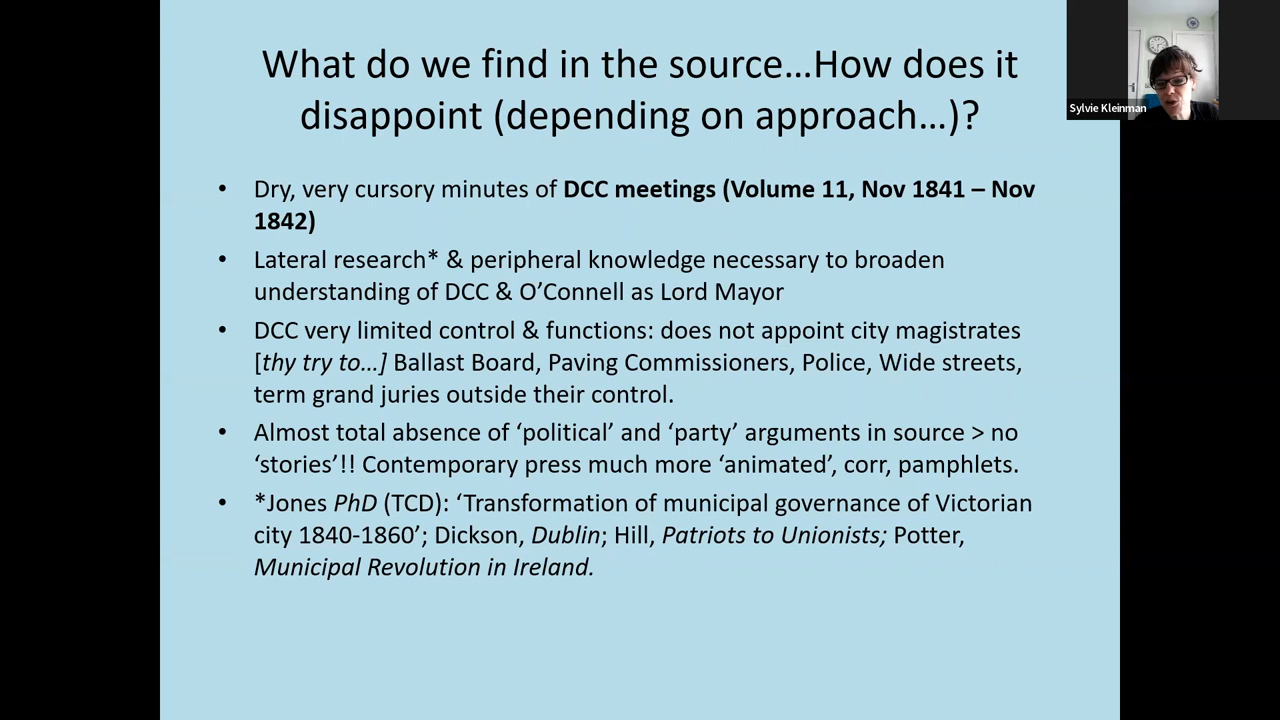 What do we find in the source…How does it
disappoint (depending on approach…)?
• Dry, very cursory minutes of DCC meetings (Volume 11, Nov 1841 – Nov
1842)
• Lateral research* & peripheral knowledge necessary to broaden
understanding of DCC & O’Connell as Lord Mayor
• DCC very limited control & functions: does not appoint city magistrates
[thy try to…] Ballast Board, Paving Commissioners, Police, Wide streets,
term grand juries outside their control.
• Almost total absence of ‘political’ and ‘party’ arguments in source > no
‘stories’!! Contemporary press much more ‘animated’, corr, pamphlets.
• *Jones PhD (TCD): ‘Transformation of municipal governance of Victorian
city 1840-1860’; Dickson, Dublin; Hill, Patriots to Unionists; Potter,
Municipal Revolution in Ireland.
Sylvie Kleinman